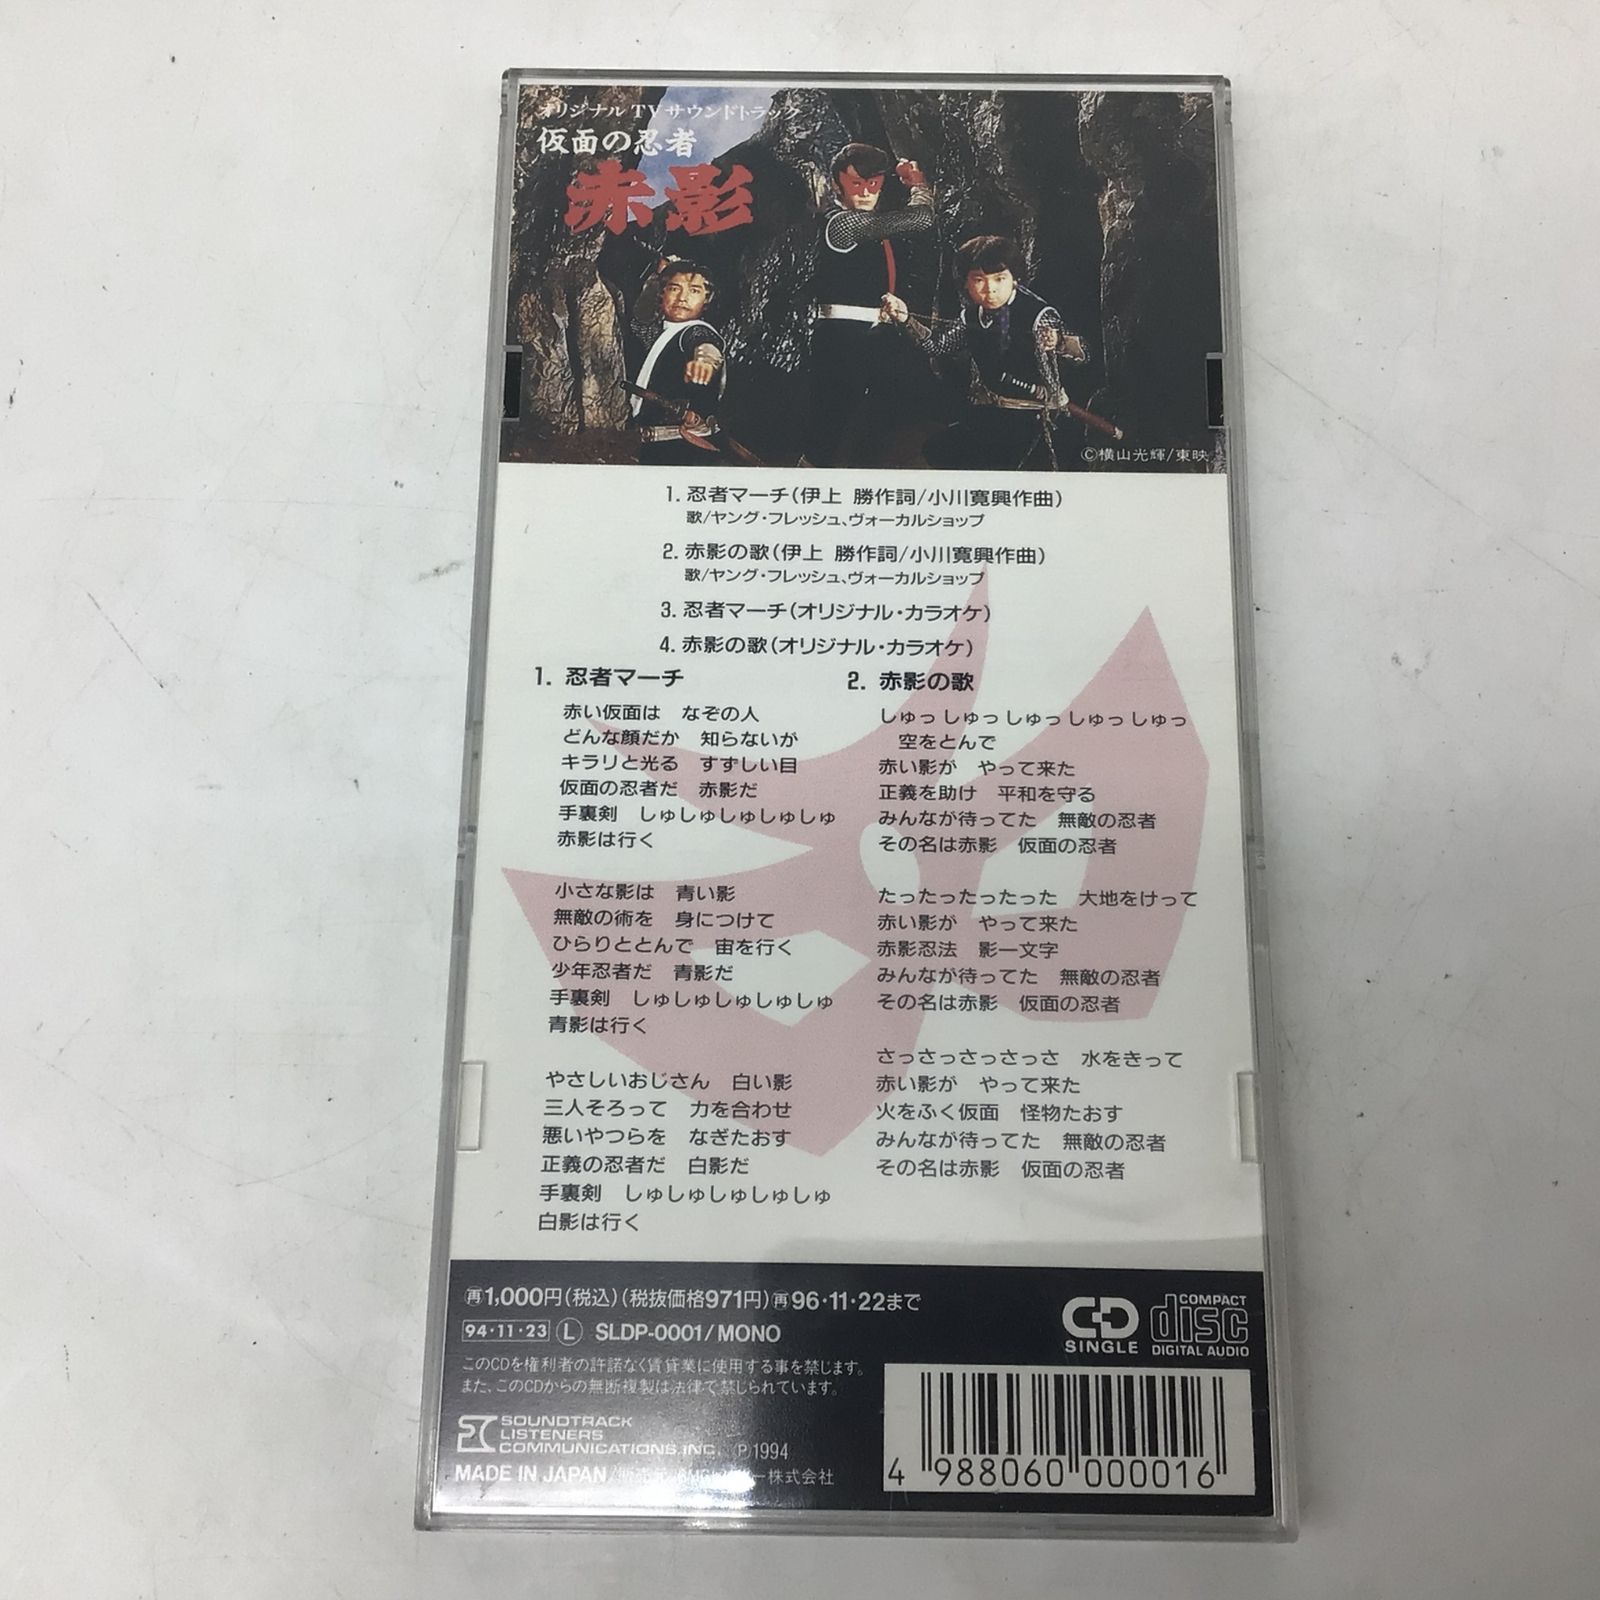 オリジナル TVサウンドトラック
仮面の忍者
赤影
©横山光輝/東映
1. 忍者マーチ(伊上 勝作詞/小川寛興作曲)
歌/ヤング・フレッシュ、ヴォーカルショップ
2. 赤影の歌(伊上 勝作詞/小川寛興作曲)
歌/ヤング・フレッシュ、ヴォーカルショップ
3. 忍者マーチ(オリジナル・カラオケ)
4. 赤影の歌(オリジナル・カラオケ)
1. 忍者マーチ
赤い仮面は なぞの人
どんな顔だか 知らないが
キラリと光る すずしい目
仮面の忍者だ 赤影だ
手裏剣 しゅしゅしゅしゅしゅ
赤影は行く
小さな影は 青い影
無敵の術を 身につけて
ひらりととんで 宙を行く
少年忍者だ 青影だ
手裏剣 しゅしゅしゅしゅしゅ
青影は行く
やさしいおじさん 白い影
三人そろって 力を合わせ
悪いやつらを なぎたおす
正義の忍者だ 白影だ
手裏剣 しゅしゅしゅしゅしゅ
白影は行く
2. 赤影の歌
しゅっしゅっしゅっしゅっしゅっ
空をとんで
赤い影が やって来た
正義を助け 平和を守る
みんなが待ってた 無敵の忍者
その名は赤影 仮面の忍者
たったったったったった 大地をけって
赤い影が やって来た
赤影忍法 影一文字
みんなが待ってた 無敵の忍者
その名は赤影 仮面の忍者
さっさっさっさっさ 水をきって
赤い影が やって来た
火をふく仮面 怪物たおす
みんなが待ってた 無敵の忍者
その名は赤影 仮面の忍者
再1,000円(税込)(税抜価格971円)再96・11・22まで
94・11・23 L SLDP-0001/MONO
このCDを権利者の許諾なく賃貸業に使用する事を禁じます。
また、このCDからの無断複製は法律で禁じられています。
SOUNDTRACK
LISTENERS
COMMUNICATIONS, INC. ℗1994
MADE IN JAPAN/販売元 株式会社
CD SINGLE
COMPACT disc DIGITAL AUDIO
4 988060 000016